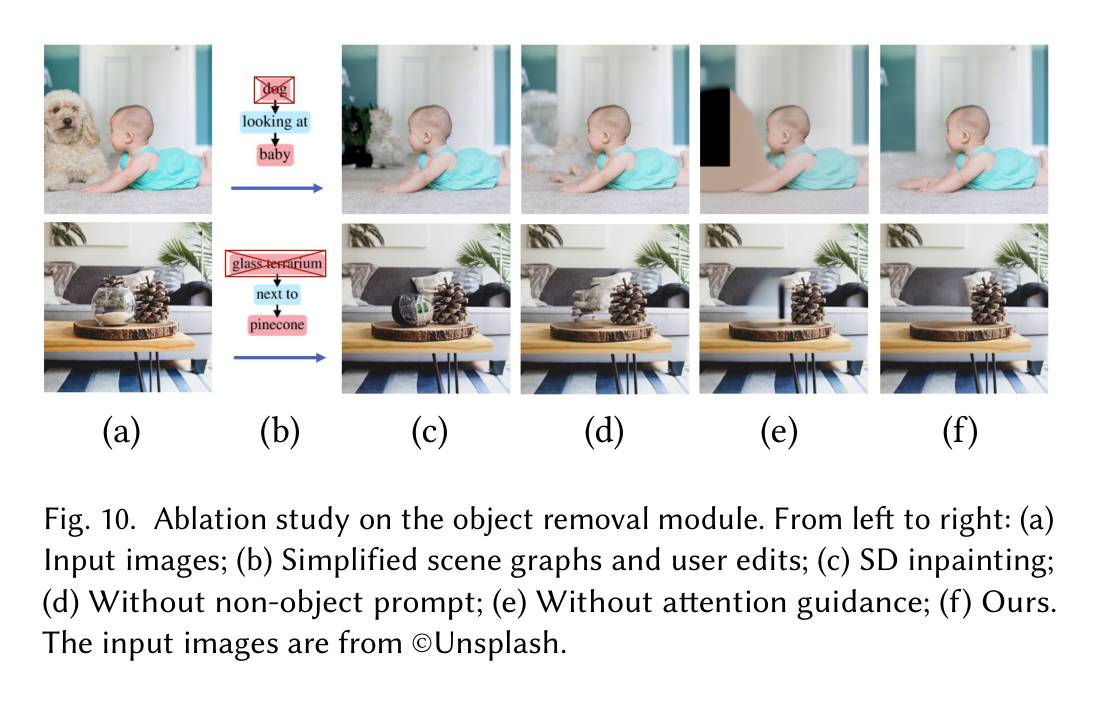 dog
looking at
baby
glass terrarium
next to
pinecone
(a) (b) (c) (d) (e) (f)
Fig. 10. Ablation study on the object removal module. From left to right: (a)
Input images; (b) Simplified scene graphs and user edits; (c) SD inpainting;
(d) Without non-object prompt; (e) Without attention guidance; (f) Ours.
The input images are from ©Unsplash.